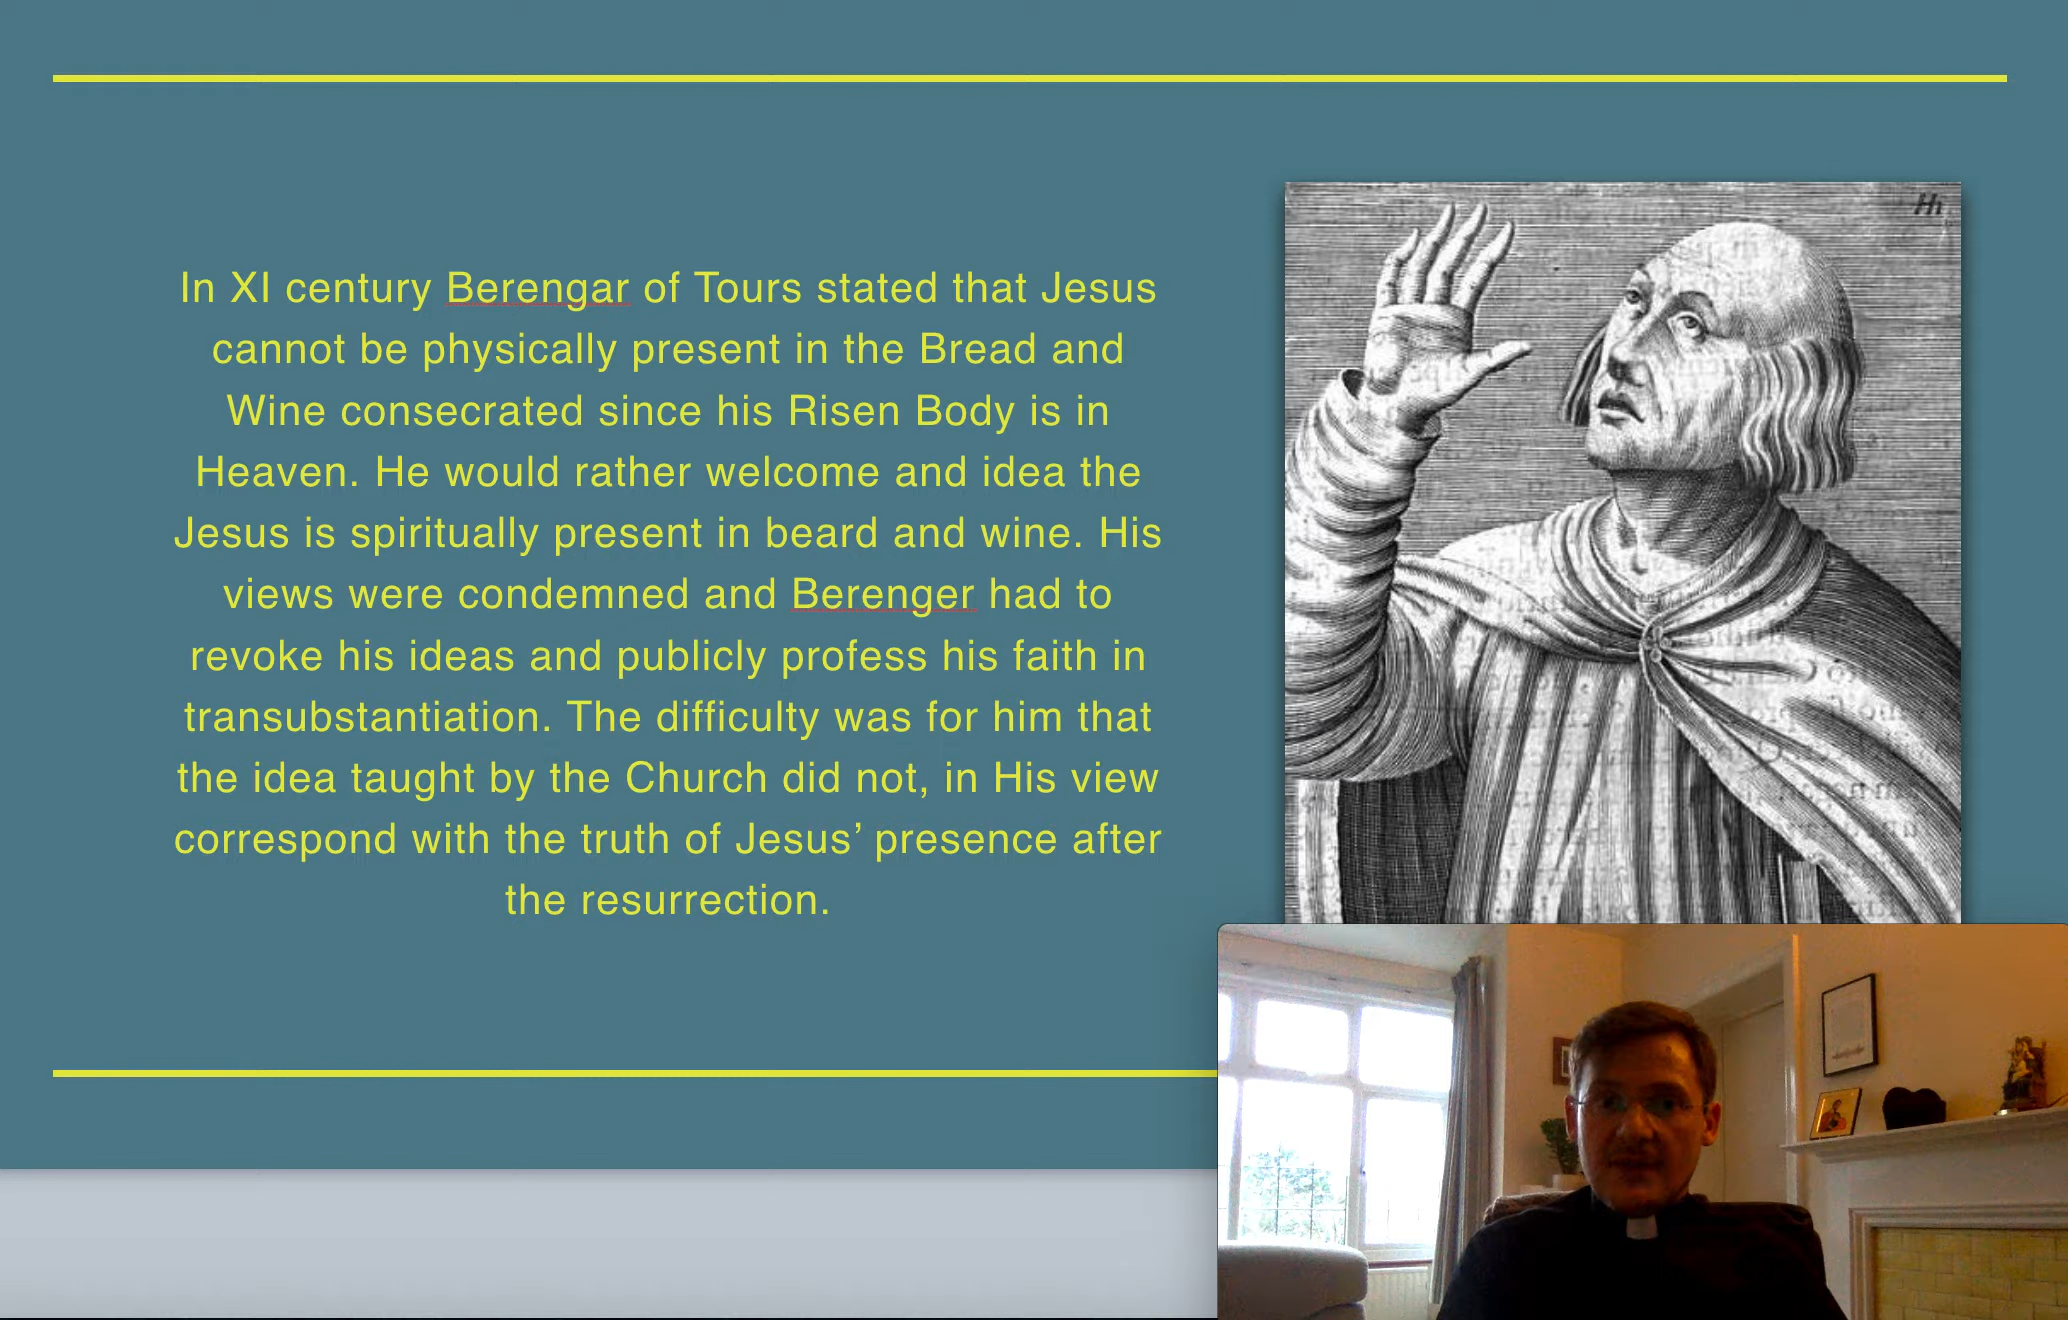 In XI century Berengar of Tours stated that Jesus
cannot be physically present in the Bread and
Wine consecrated since his Risen Body is in
Heaven. He would rather welcome and idea the
Jesus is spiritually present in beard and wine. His
views were condemned and Berenger had to
revoke his ideas and publicly profess his faith in
transubstantiation. The difficulty was for him that
the idea taught by the Church did not, in His view
correspond with the truth of Jesus’ presence after
the resurrection.